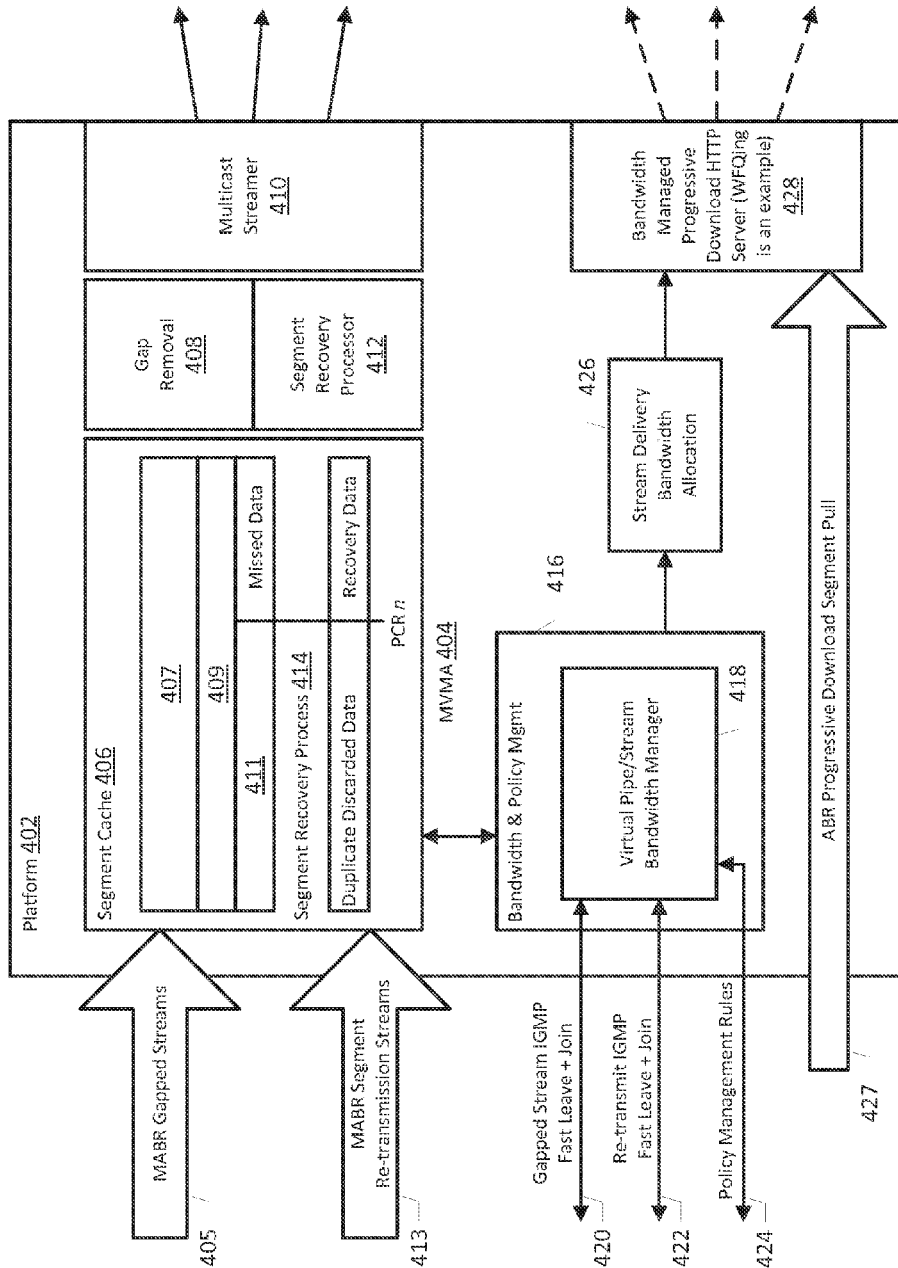 Platform 402
Segment Cache 406
407
409
411
Missed Data
Segment Recovery Process 414
Duplicate Discarded Data
Recovery Data
PCR n
MVMA 404
Gap
Removal
408
Segment
Recovery
Processor
412
Multicast
Streamer
410
MABR Gapped Streams
405
MABR Segment
Re-transmission Streams
413
Bandwidth & Policy Mgmt
416
Virtual Pipe/Stream
Bandwidth Manager
418
Gapped Stream IGMP
Fast Leave + Join
420
Re-transmit IGMP
Fast Leave + Join
422
Policy Management Rules
424
Stream Delivery
Bandwidth
Allocation
426
Bandwidth
Managed
Progressive
Download HTTP
Server (WFQing
is an example)
428
ABR Progressive Download Segment Pull
427